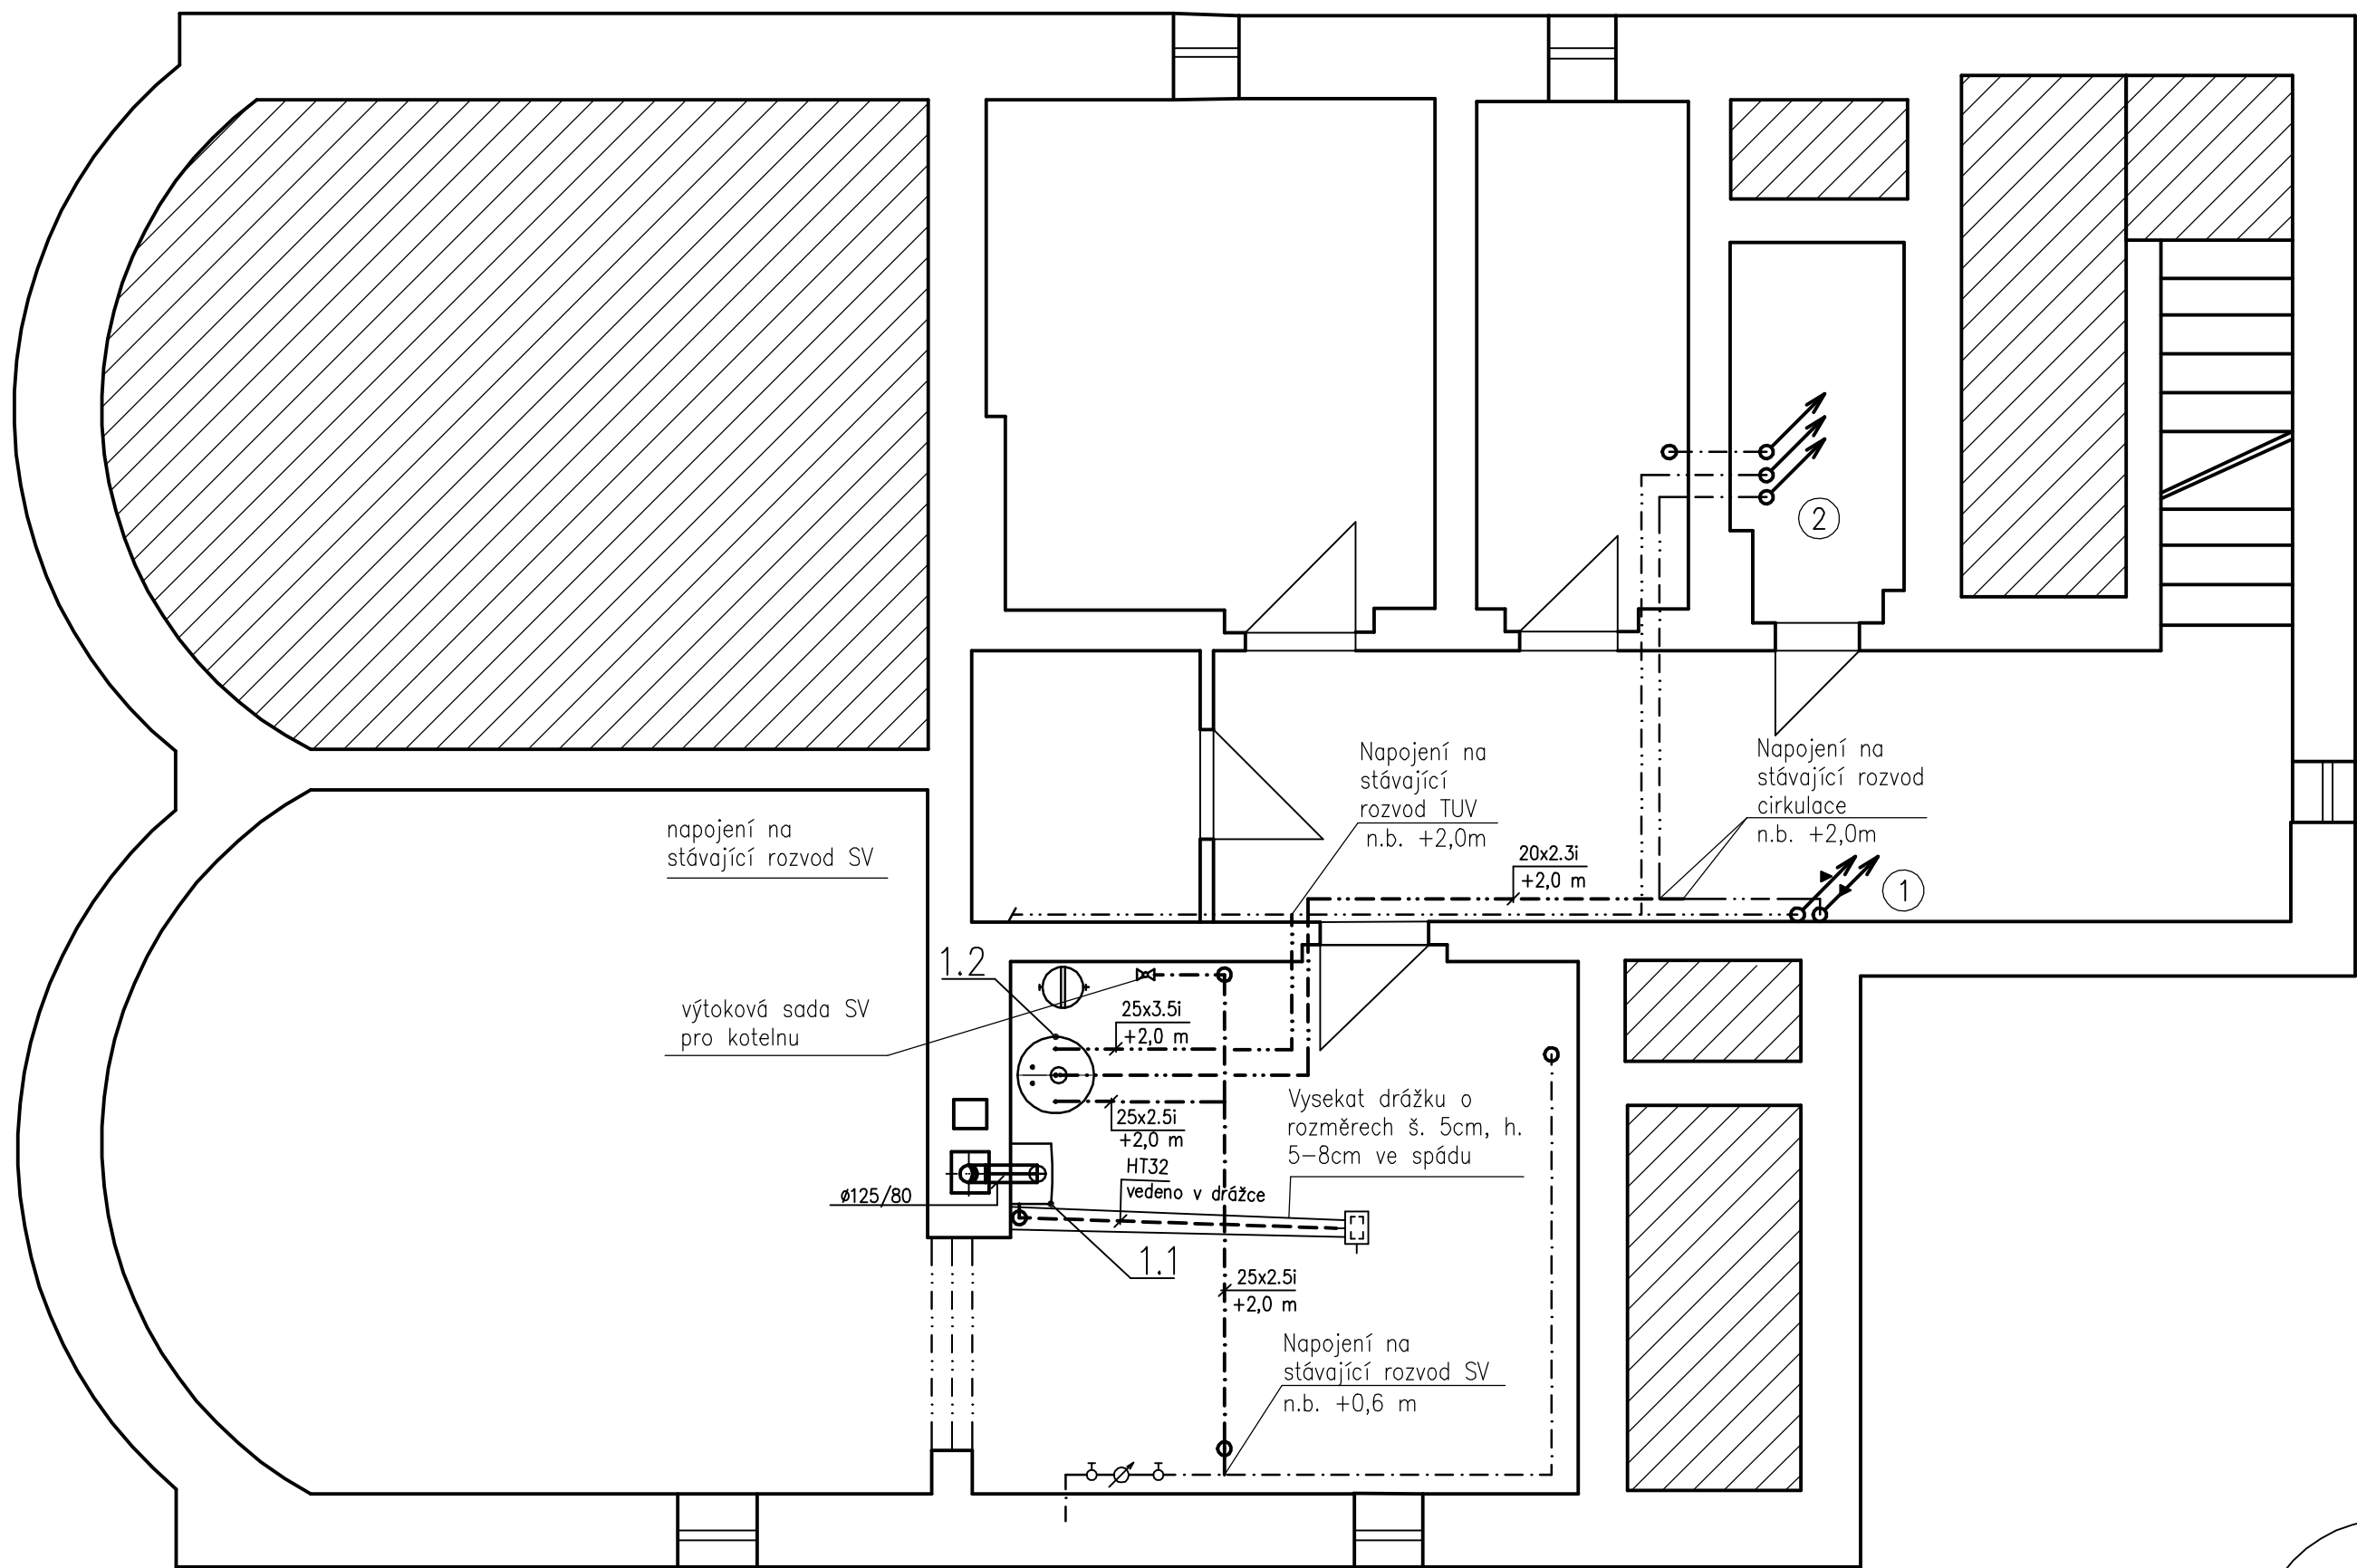 2
Napojení na
stávající
rozvod TUV
n.b. +2,0m
Napojení na
stávající rozvod
cirkulace
n.b. +2,0m
napojení na
stávající rozvod SV
20x2.3i
+2,0 m
1
1.2
výtoková sada SV
pro kotelnu
25x3.5i
+2,0 m
25x2.5i
+2,0 m
Vysekat drážku o
rozměrech š. 5cm, h.
5-8cm ve spádu
HT32
vedeno v drážce
ø125/80
1.1
25x2.5i
+2,0 m
Napojení na
stávající rozvod SV
n.b. +0,6 m